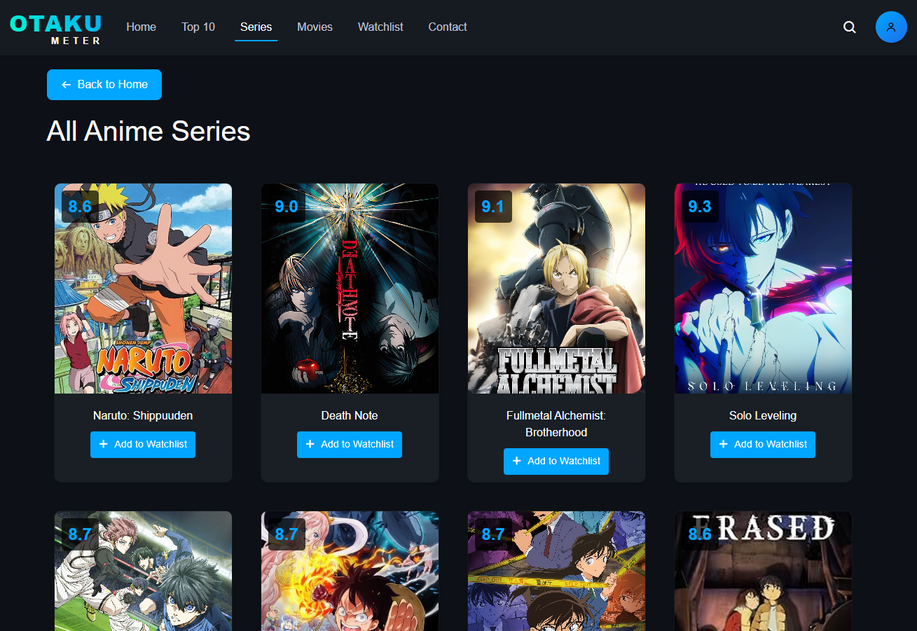 OTAKU
METER
Home
Top 10
Series
Movies
Watchlist
Contact
← Back to Home
All Anime Series
8.6
SHONEN JUMP
NARUTO
SHIPPUDEN
Naruto: Shippuuden
+ Add to Watchlist
9.0
DEATH NOTE
Death Note
+ Add to Watchlist
9.1
FULLMETAL
ALCHEMIST
Fullmetal Alchemist:
Brotherhood
+ Add to Watchlist
9.3
SOLO LEVELING
Solo Leveling
+ Add to Watchlist
8.7
8.7
8.7
8.6
ERASED